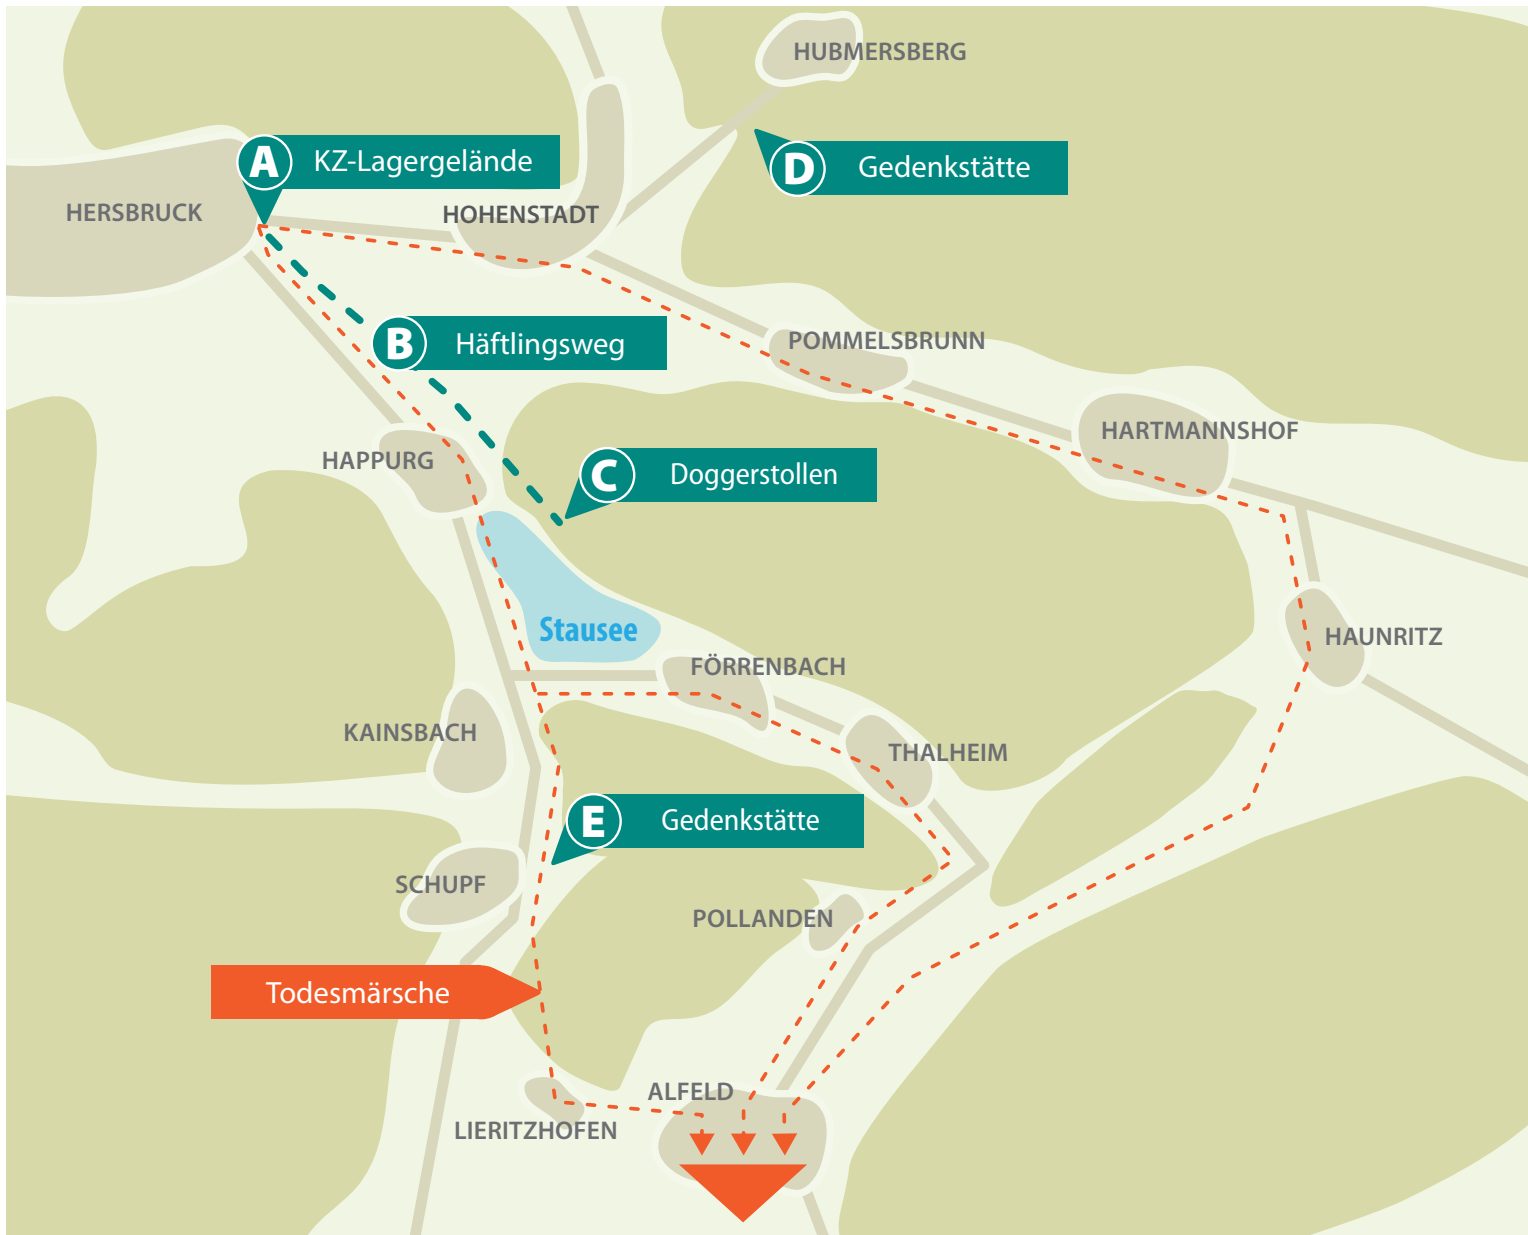 HUBMERSBERG
A KZ-Lagergelände
D Gedenkstätte
HERSBRUCK
HOHENSTADT
B Häftlingsweg
POMMELSBRUNN
HARTMANNSHOF
HAPPURG
C Doggerstollen
Stausee
HAUNRITZ
FÖRRENBACH
KAINSBACH
THALHEIM
E Gedenkstätte
SCHUPF
POLLANDEN
Todesmärsche
ALFELD
LIERITZHOFEN